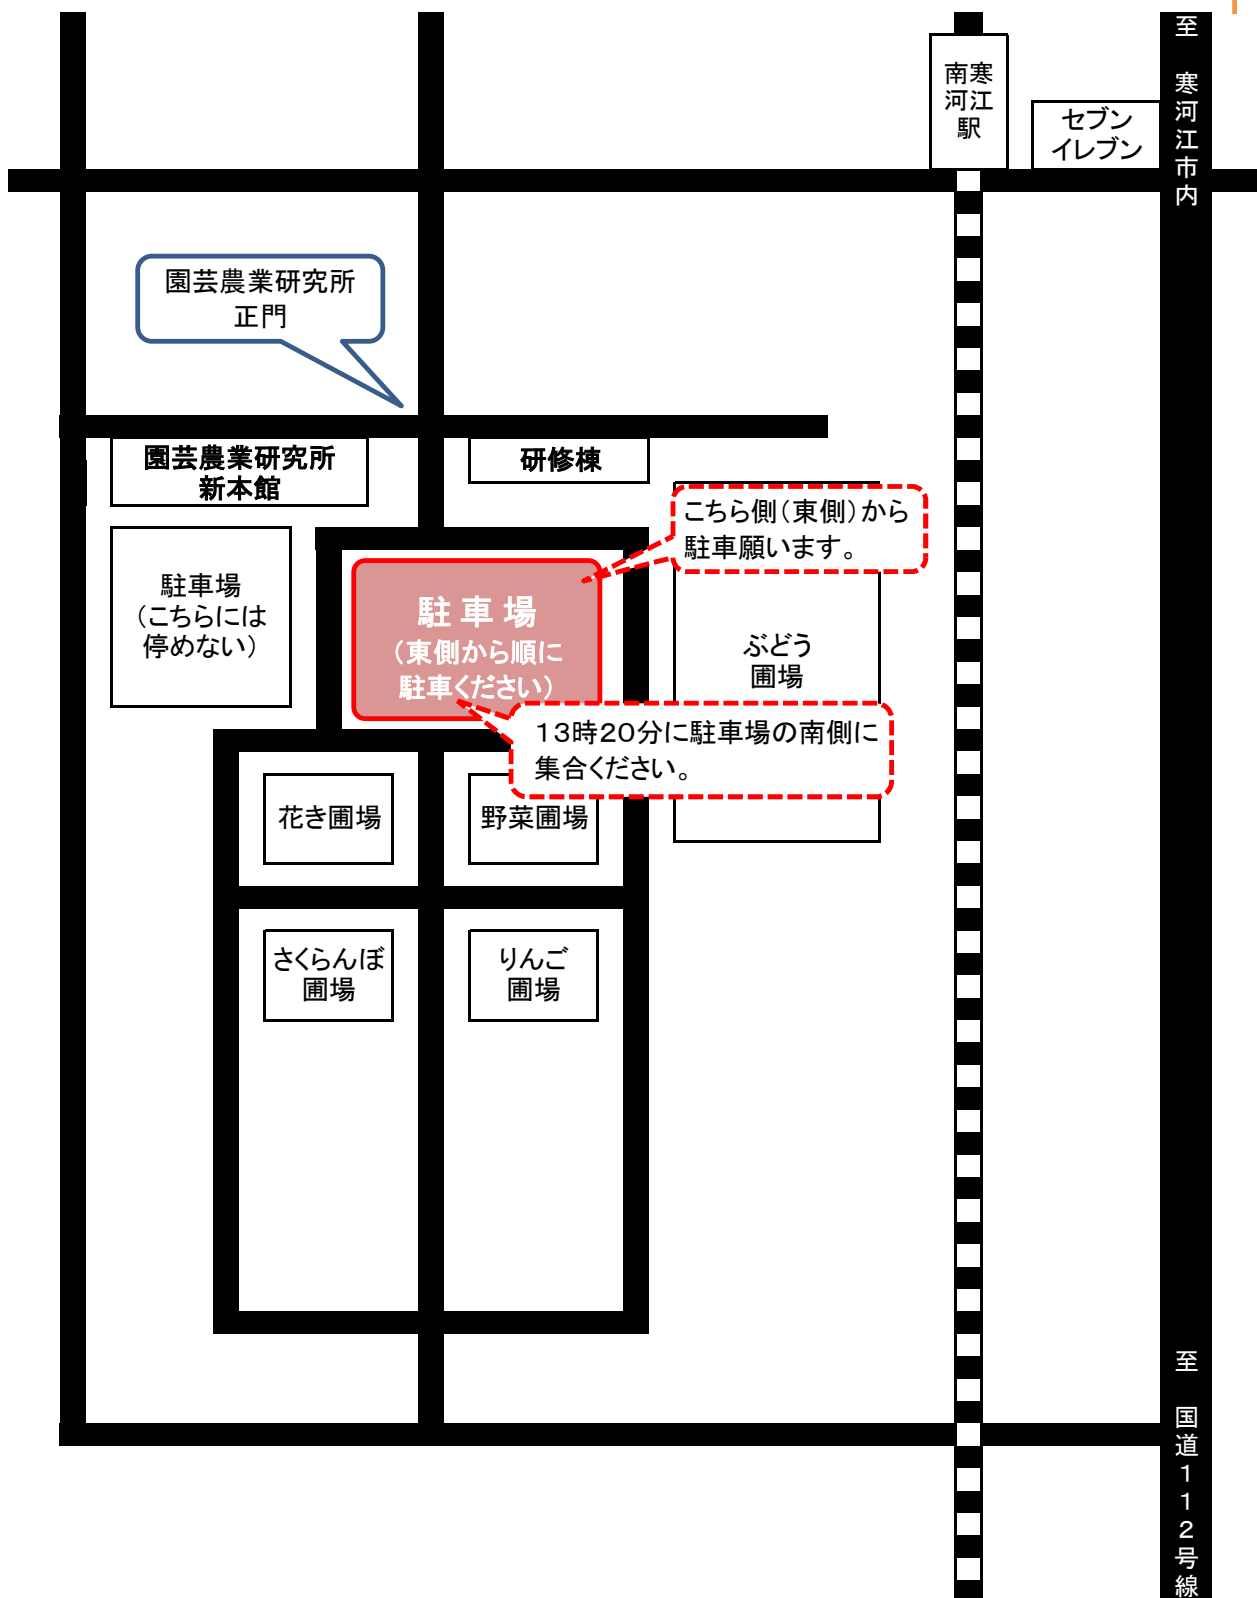 至　寒河江市内
南寒
河江
駅
セブン
イレブン
園芸農業研究所
正門
園芸農業研究所
新本館
研修棟
こちら側（東側）から
駐車願います。
駐車場
（こちらには
停めない）
駐 車 場
（東側から順に
駐車ください）
ぶどう
圃場
13時20分に駐車場の南側に
集合ください。
花き圃場
野菜圃場
さくらんぼ
圃場
りんご
圃場
至　国道112号線